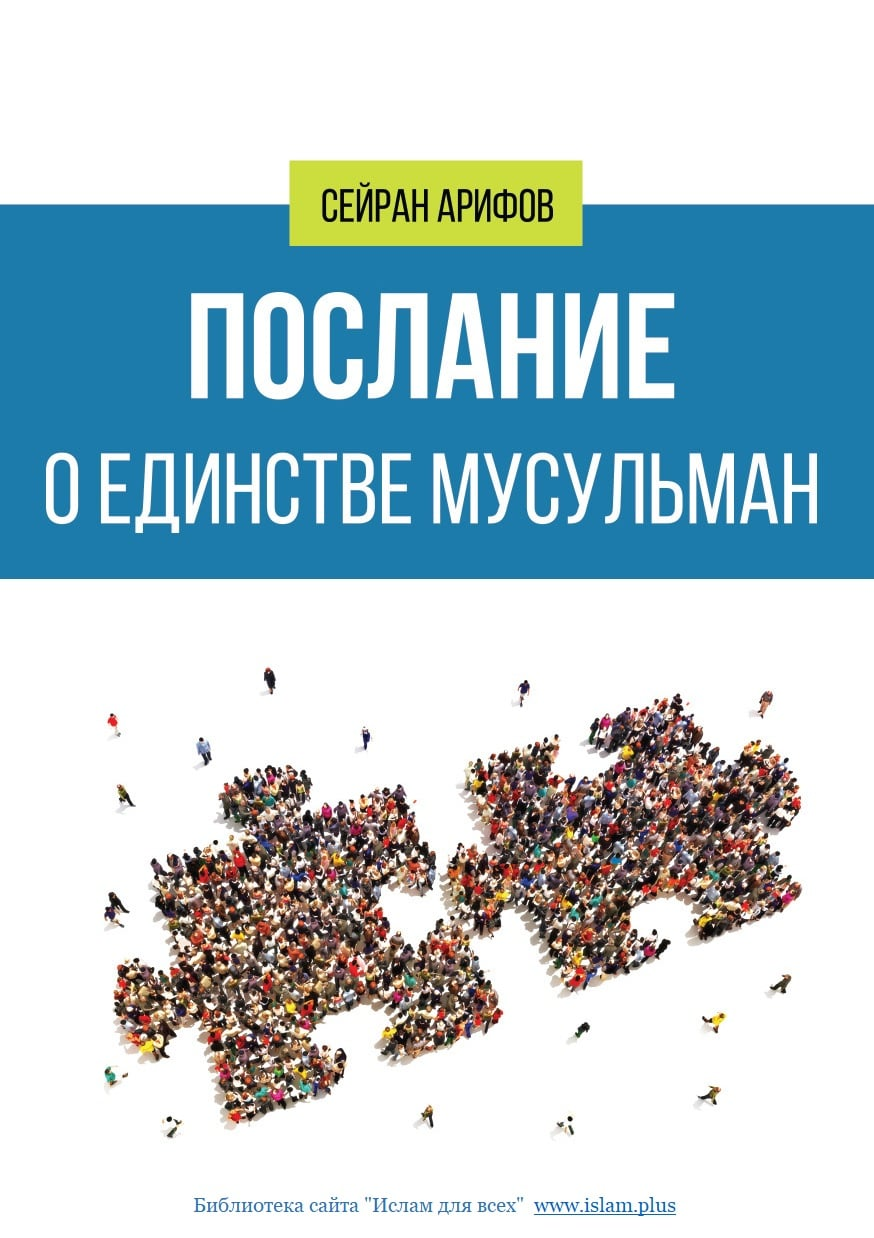 СЕЙРАН АРИФОВ
ПОСЛАНИЕ
О ЕДИНСТВЕ МУСУЛЬМАН
Библиотека сайта "Ислам для всех" www.islam.plus